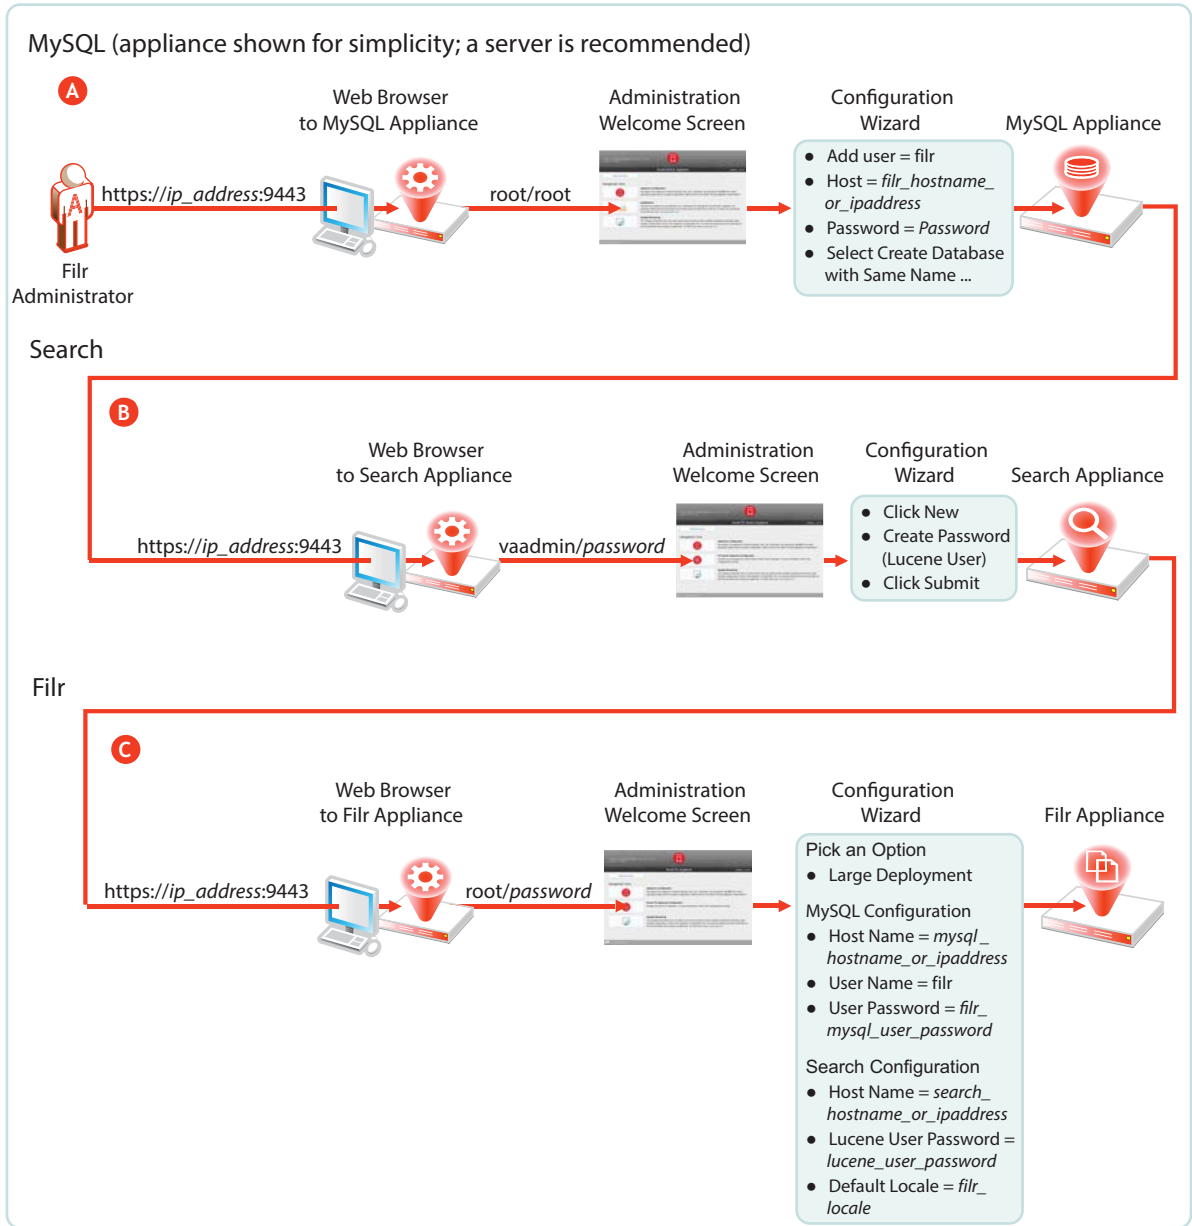 MySQL (appliance shown for simplicity; a server is recommended)
A
Web Browser
to MySQL Appliance
Administration
Welcome Screen
Configuration
Wizard
MySQL Appliance
https://ip_address:9443
root/root
● Add user = filr
● Host = filr_hostname_
or_ipaddress
● Password = Password
● Select Create Database
with Same Name ...
A
Filr
Administrator
Search
B
Web Browser
to Search Appliance
Administration
Welcome Screen
Configuration
Wizard
Search Appliance
https://ip_address:9443
vaadmin/password
● Click New
● Create Password
(Lucene User)
● Click Submit
Filr
C
Web Browser
to Filr Appliance
Administration
Welcome Screen
Configuration
Wizard
Filr Appliance
https://ip_address:9443
root/password
Pick an Option
● Large Deployment
MySQL Configuration
● Host Name = mysql_
hostname_or_ipaddress
● User Name = filr
● User Password = filr_
mysql_user_password
Search Configuration
● Host Name = search_
hostname_or_ipaddress
● Lucene User Password =
lucene_user_password
● Default Locale = filr_
locale